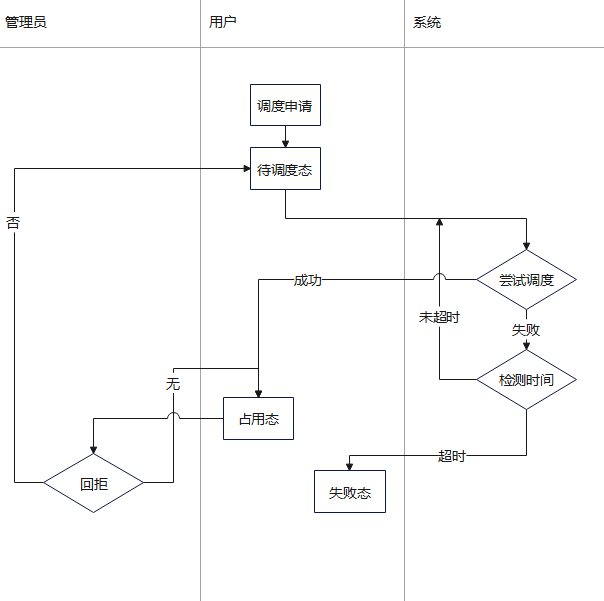 管理员
用户
系统
调度申请
待调度态
否
成功
尝试调度
未超时
失败
无
检测时间
占用态
超时
回拒
失败态